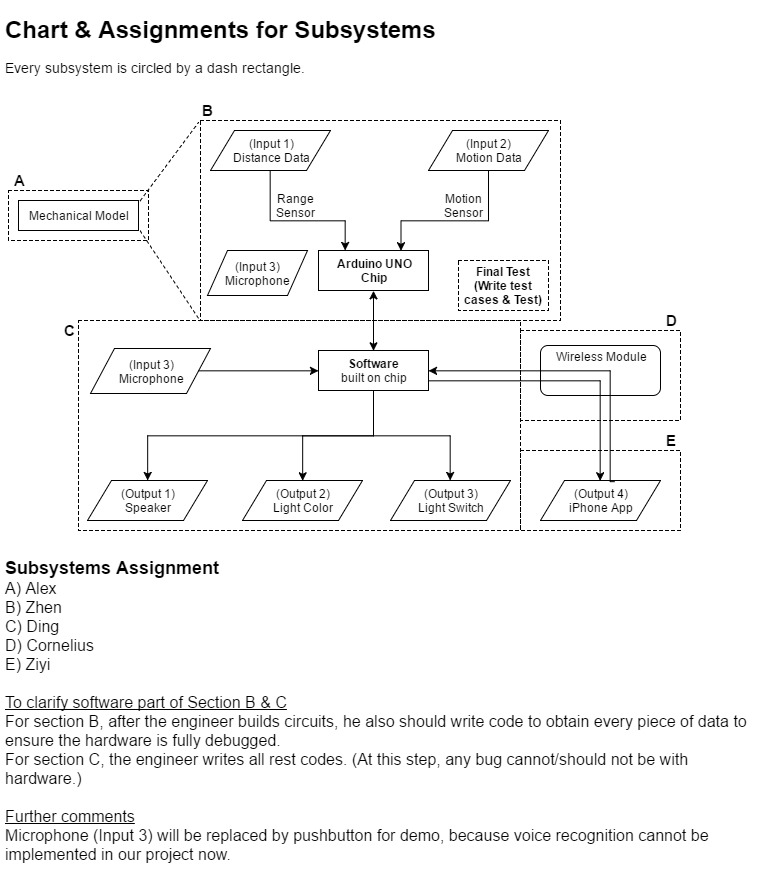 Chart & Assignments for Subsystems
Every subsystem is circled by a dash rectangle.
B
(Input 1)
Distance Data
(Input 2)
Motion Data
A
Mechanical Model
Range
Sensor
Motion
Sensor
(Input 3)
Microphone
Arduino UNO
Chip
Final Test
(Write test
cases & Test)
C
D
(Input 3)
Microphone
Software
built on chip
Wireless Module
E
(Output 1)
Speaker
(Output 2)
Light Color
(Output 3)
Light Switch
(Output 4)
iPhone App
Subsystems Assignment
A) Alex
B) Zhen
C) Ding
D) Cornelius
E) Ziyi
To clarify software part of Section B & C
For section B, after the engineer builds circuits, he also should write code to obtain every piece of data to
ensure the hardware is fully debugged.
For section C, the engineer writes all rest codes. (At this step, any bug cannot/should not be with
hardware.)
Further comments
Microphone (Input 3) will be replaced by pushbutton for demo, because voice recognition cannot be
implemented in our project now.